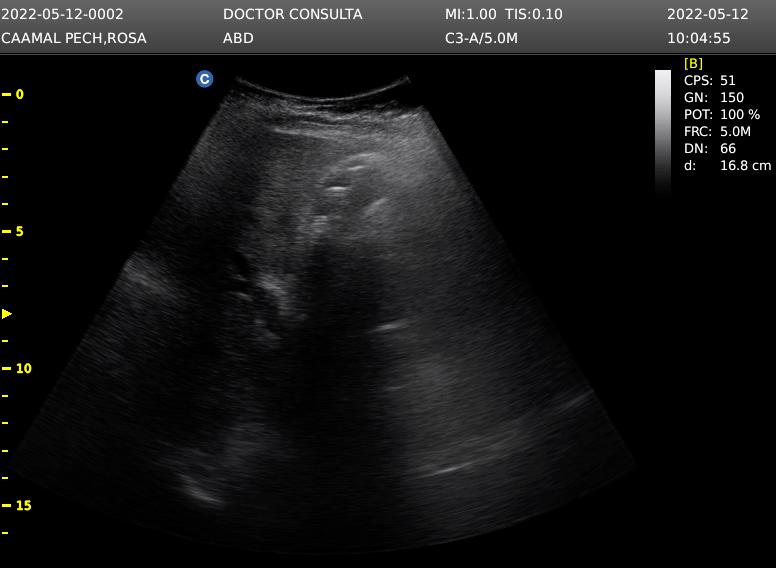 2022-05-12-0002 DOCTOR CONSULTA MI:1.00 TIS:0.10 2022-05-12
CAAMAL PECH,ROSA ABD C3-A/5.0M 10:04:55
C
[B]
CPS: 51
GN: 150
POT: 100 %
FRC: 5.0M
DN: 66
d: 16.8 cm
0
5
10
15